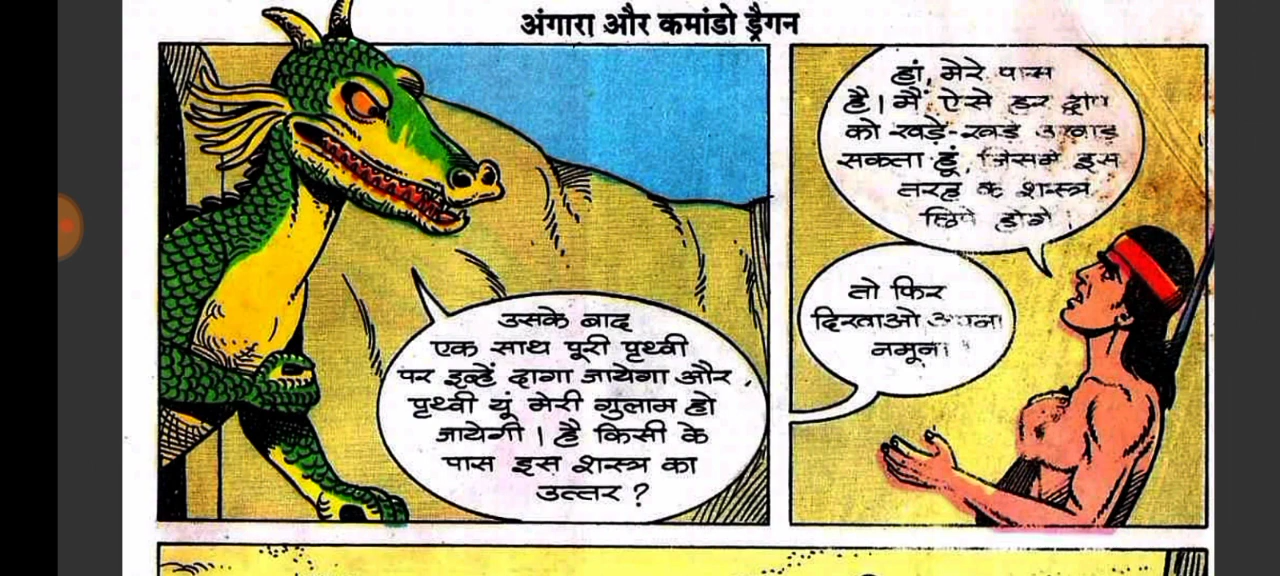 अंगारा और कमांडो ड्रैगन
उसके बाद
एक साथ पूरी पृथ्वी
पर इन्हें दागा जायेगा और
पृथ्वी यूं मेरी गुलाम हो
जायेगी । है किसी के
पास इस शस्त्र का
उत्तर ?
हां, मेरे पास
है । मैं ऐसे हर द्वीप
को खड़े-खड़े उखाड़
सकता हूं, जिसमें इस
तरह के शस्त्र
छिपे होंगे ।
तो फिर
दिखाओ अपना
नमूना